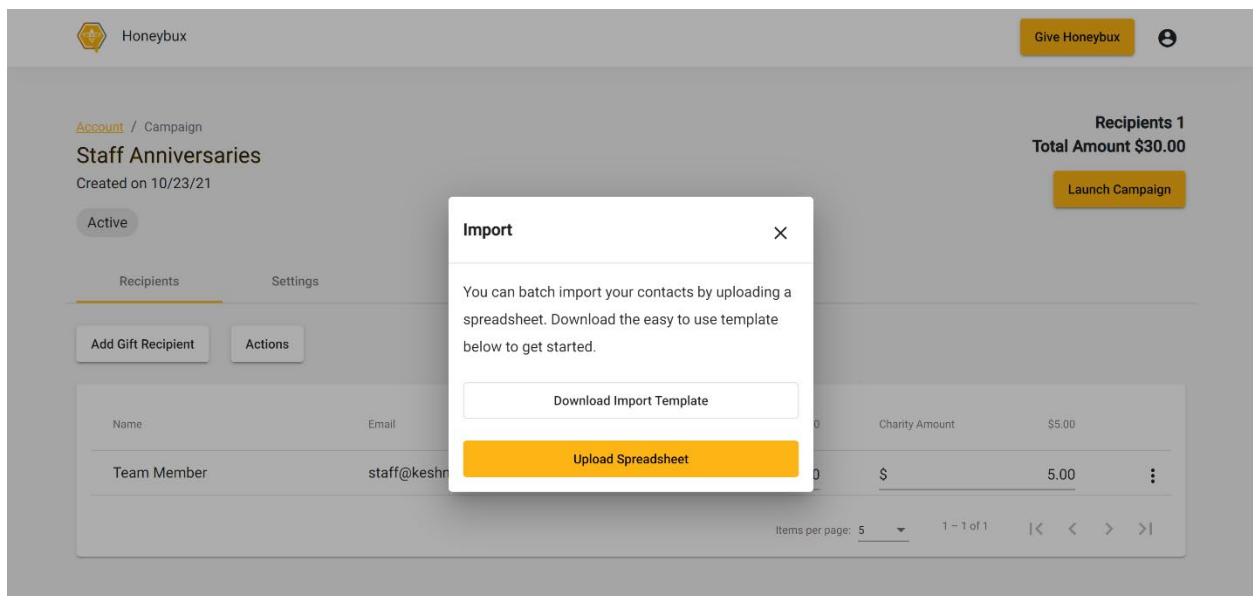 Honeybux
Give Honeybux
Account / Campaign
Staff Anniversaries
Created on 10/23/21
Active
Recipients 1
Total Amount $30.00
Launch Campaign
Recipients
Settings
Add Gift Recipient
Actions
Import
You can batch import your contacts by uploading a
spreadsheet. Download the easy to use template
below to get started.
Download Import Template
Upload Spreadsheet
Name
Email
Charity Amount
$5.00
Team Member
$
5.00
Items per page: 5
1 – 1 of 1